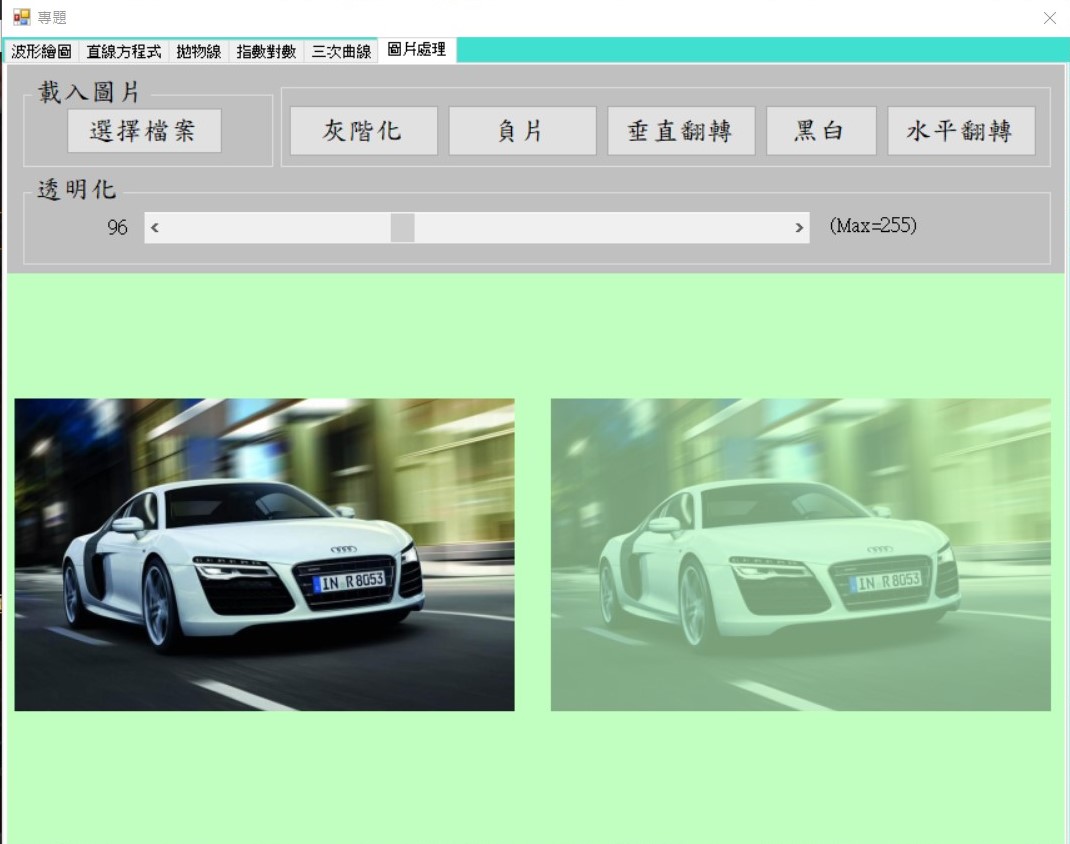 專題
波形繪圖 直線方程式 拋物線 指數對數 三次曲線 圖片處理
載入圖片
選擇檔案 灰階化 負片 垂直翻轉 黑白 水平翻轉
透明化
96 (Max=255)
IN R 8053 IN R 8053